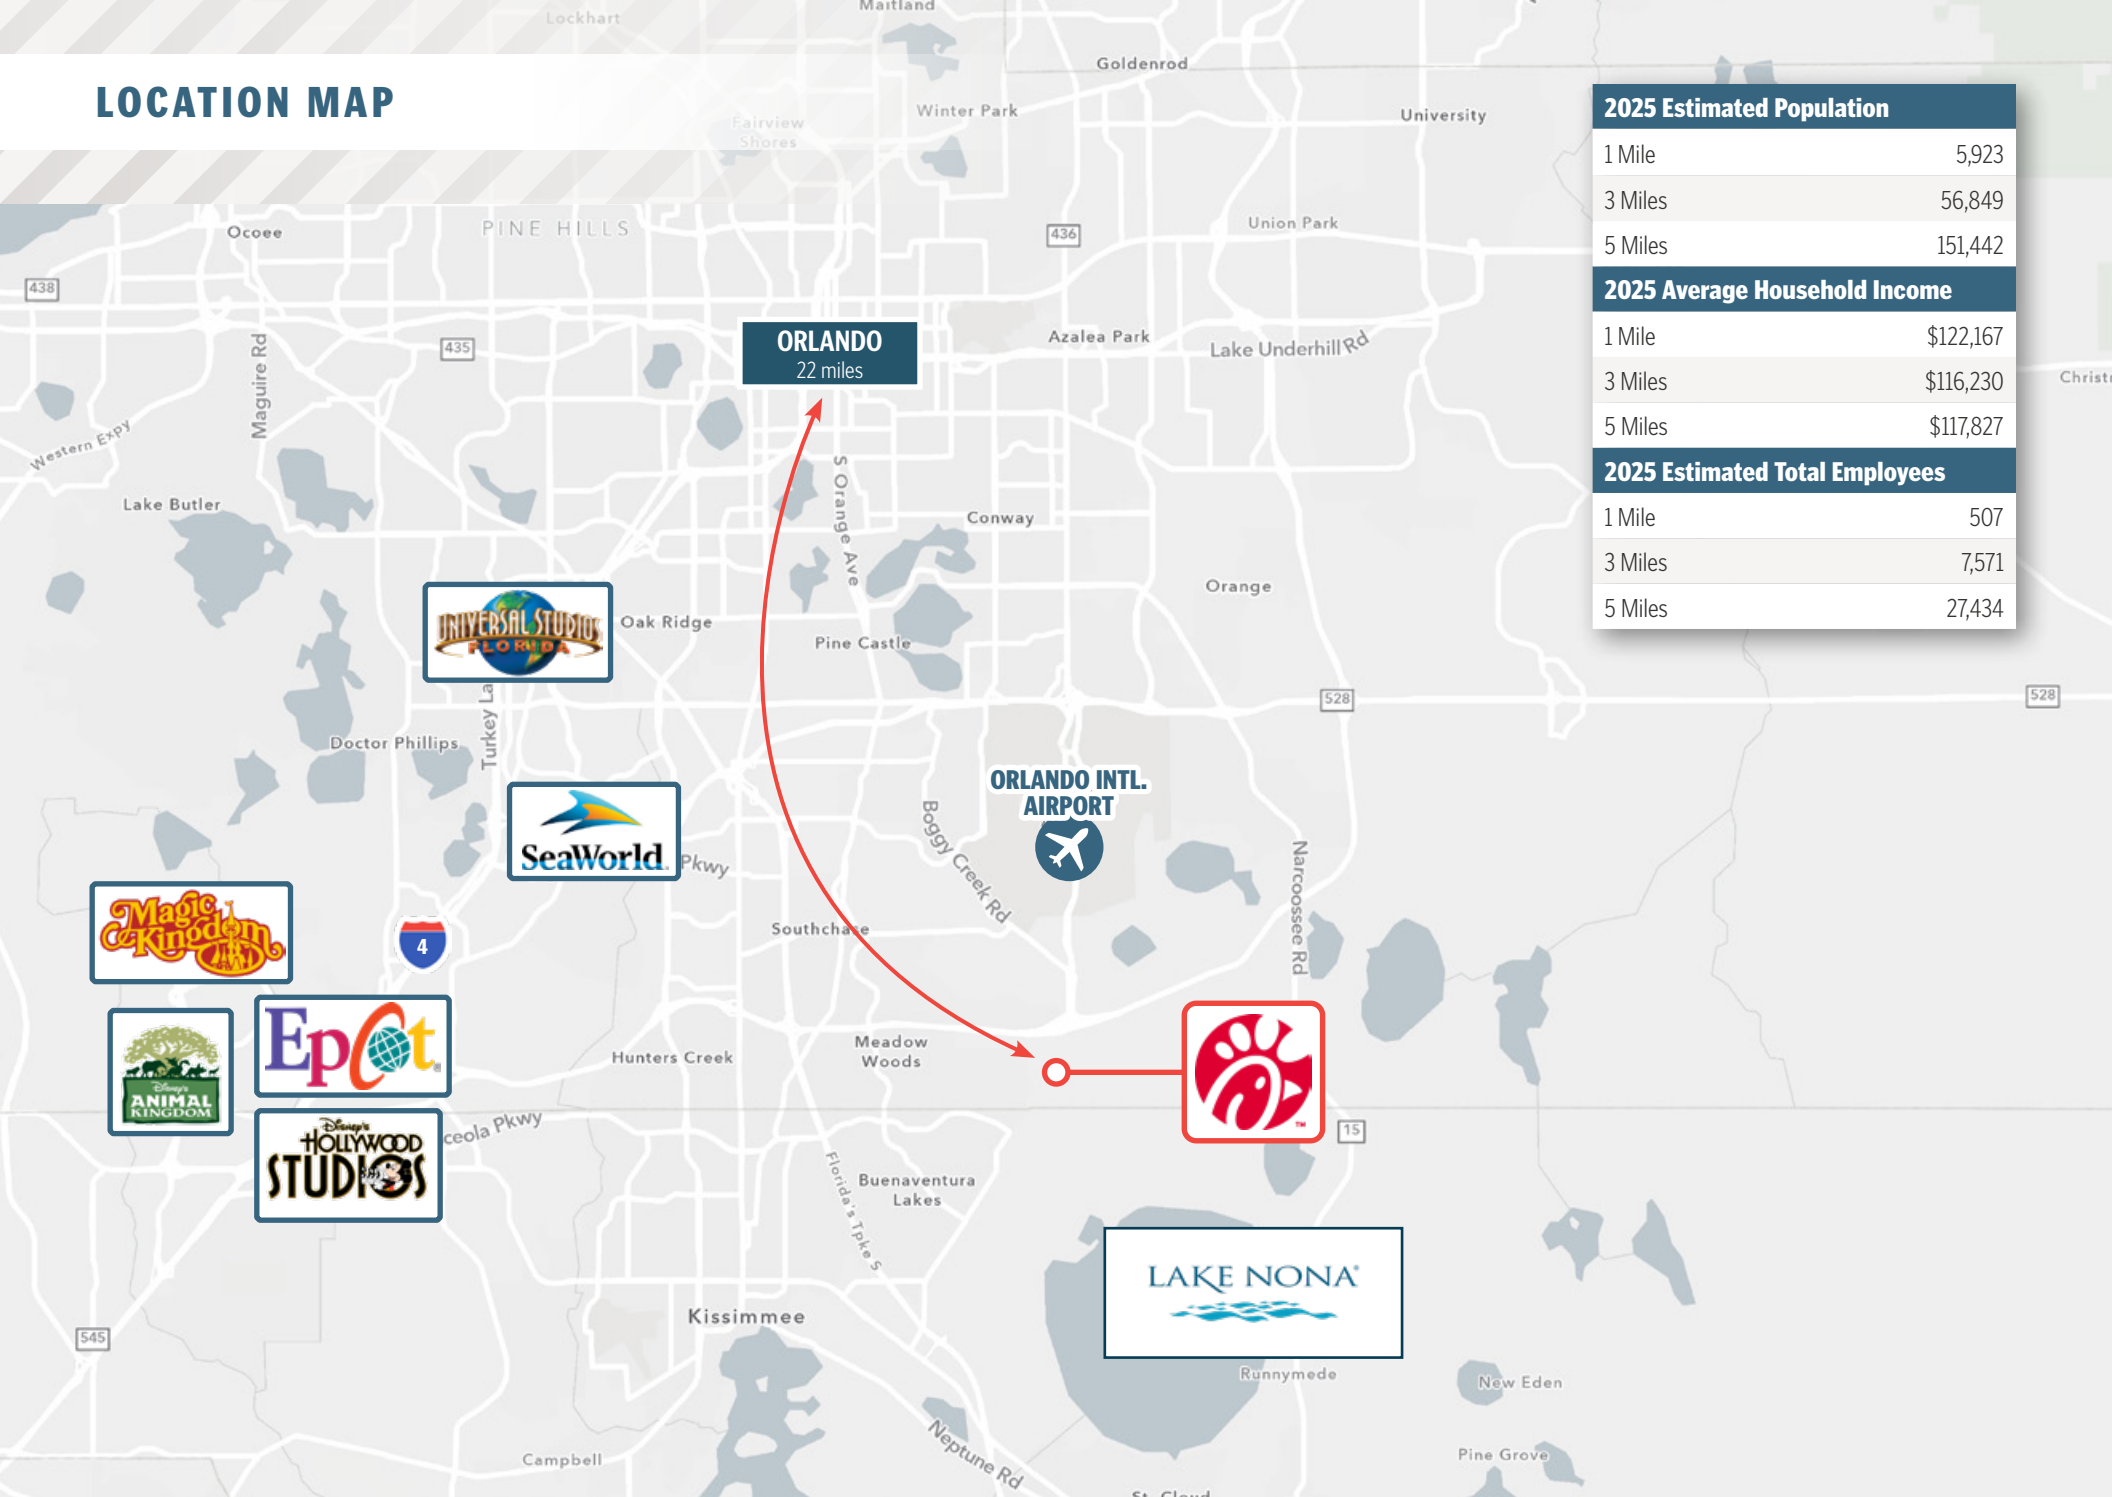 LOCATION MAP
Lockhart
Maitland
Goldenrod
Fairview
Shores
Winter Park
University
Ocoee
PINE HILLS
436
Union Park
438
Maguire Rd
435
ORLANDO
22 miles
Azalea Park
Lake Underhill Rd
Western Expy
Lake Butler
S Orange Ave
Conway
Orange
UNIVERSAL STUDIOS
FLORIDA
Oak Ridge
Pine Castle
Turkey La
Doctor Phillips
528
528
ORLANDO INTL.
AIRPORT
SeaWorld
Pkwy
Boggy Creek Rd
Narcoossee Rd
Magic
Kingdom
4
Southchase
Epcot
Disney's
ANIMAL
KINGDOM
Hunters Creek
Meadow
Woods
TM
15
Disney's
HOLLYWOOD
STUDIOS
ceola Pkwy
Florida's Tpke S
Buenaventura
Lakes
LAKE NONA®
Kissimmee
Runnymede
New Eden
545
Campbell
Neptune Rd
Pine Grove
St. Cloud
Christ
2025 Estimated Population
1 Mile 5,923
3 Miles 56,849
5 Miles 151,442
2025 Average Household Income
1 Mile $122,167
3 Miles $116,230
5 Miles $117,827
2025 Estimated Total Employees
1 Mile 507
3 Miles 7,571
5 Miles 27,434